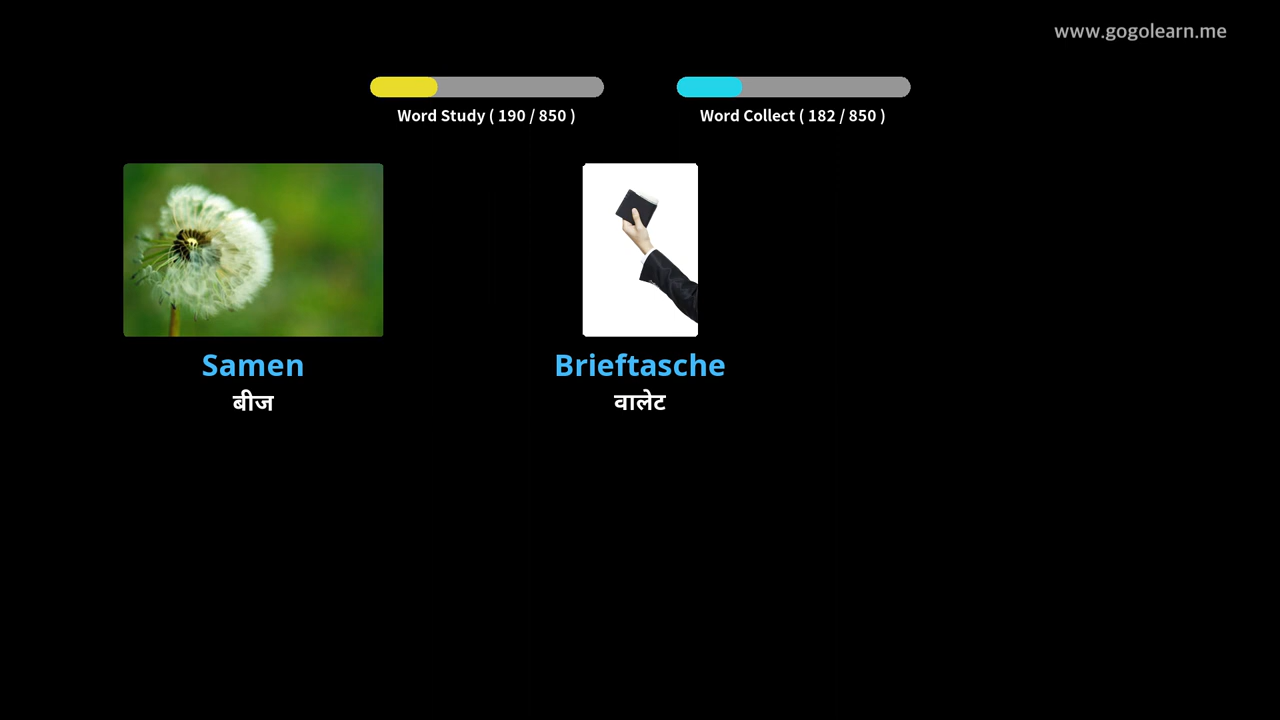 www.gogolearn.me
Word Study ( 190 / 850 )
Word Collect ( 182 / 850 )
Samen
बीज
Brieftasche
वालेट